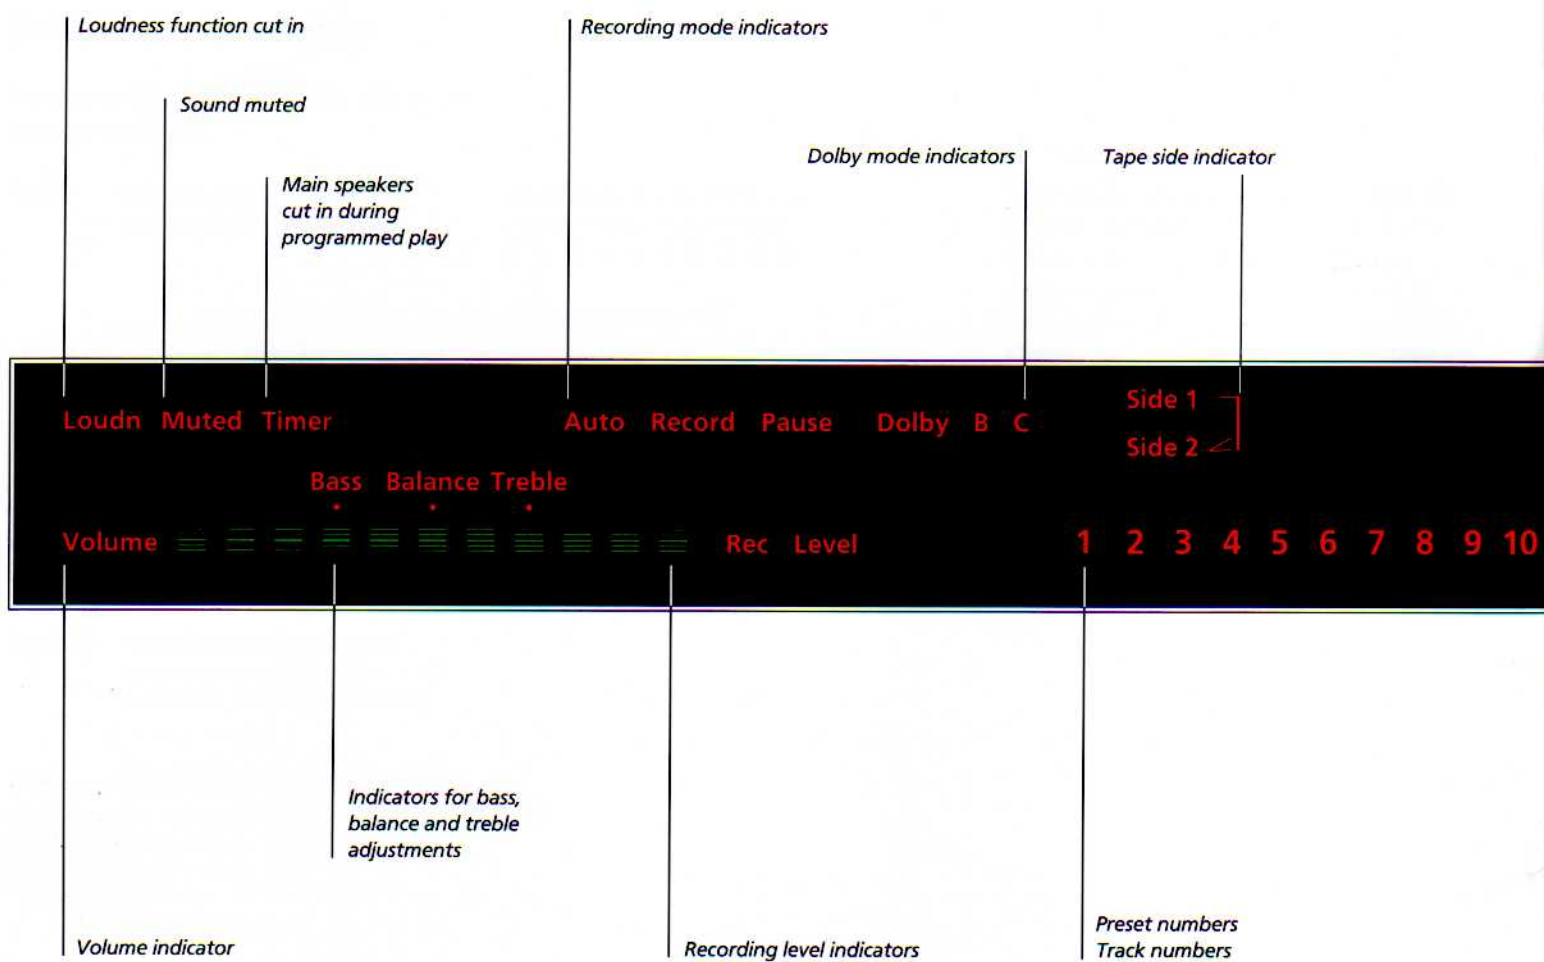 Loudness function cut in
Recording mode indicators
Sound muted
Dolby mode indicators
Tape side indicator
Main speakers
cut in during
programmed play
Side 1
Loudn Muted Timer Auto Record Pause Dolby B C
Side 2
Bass Balance Treble
Volume Rec Level 1 2 3 4 5 6 7 8 9 10
Indicators for bass,
balance and treble
adjustments
Volume indicator
Recording level indicators
Preset numbers
Track numbers